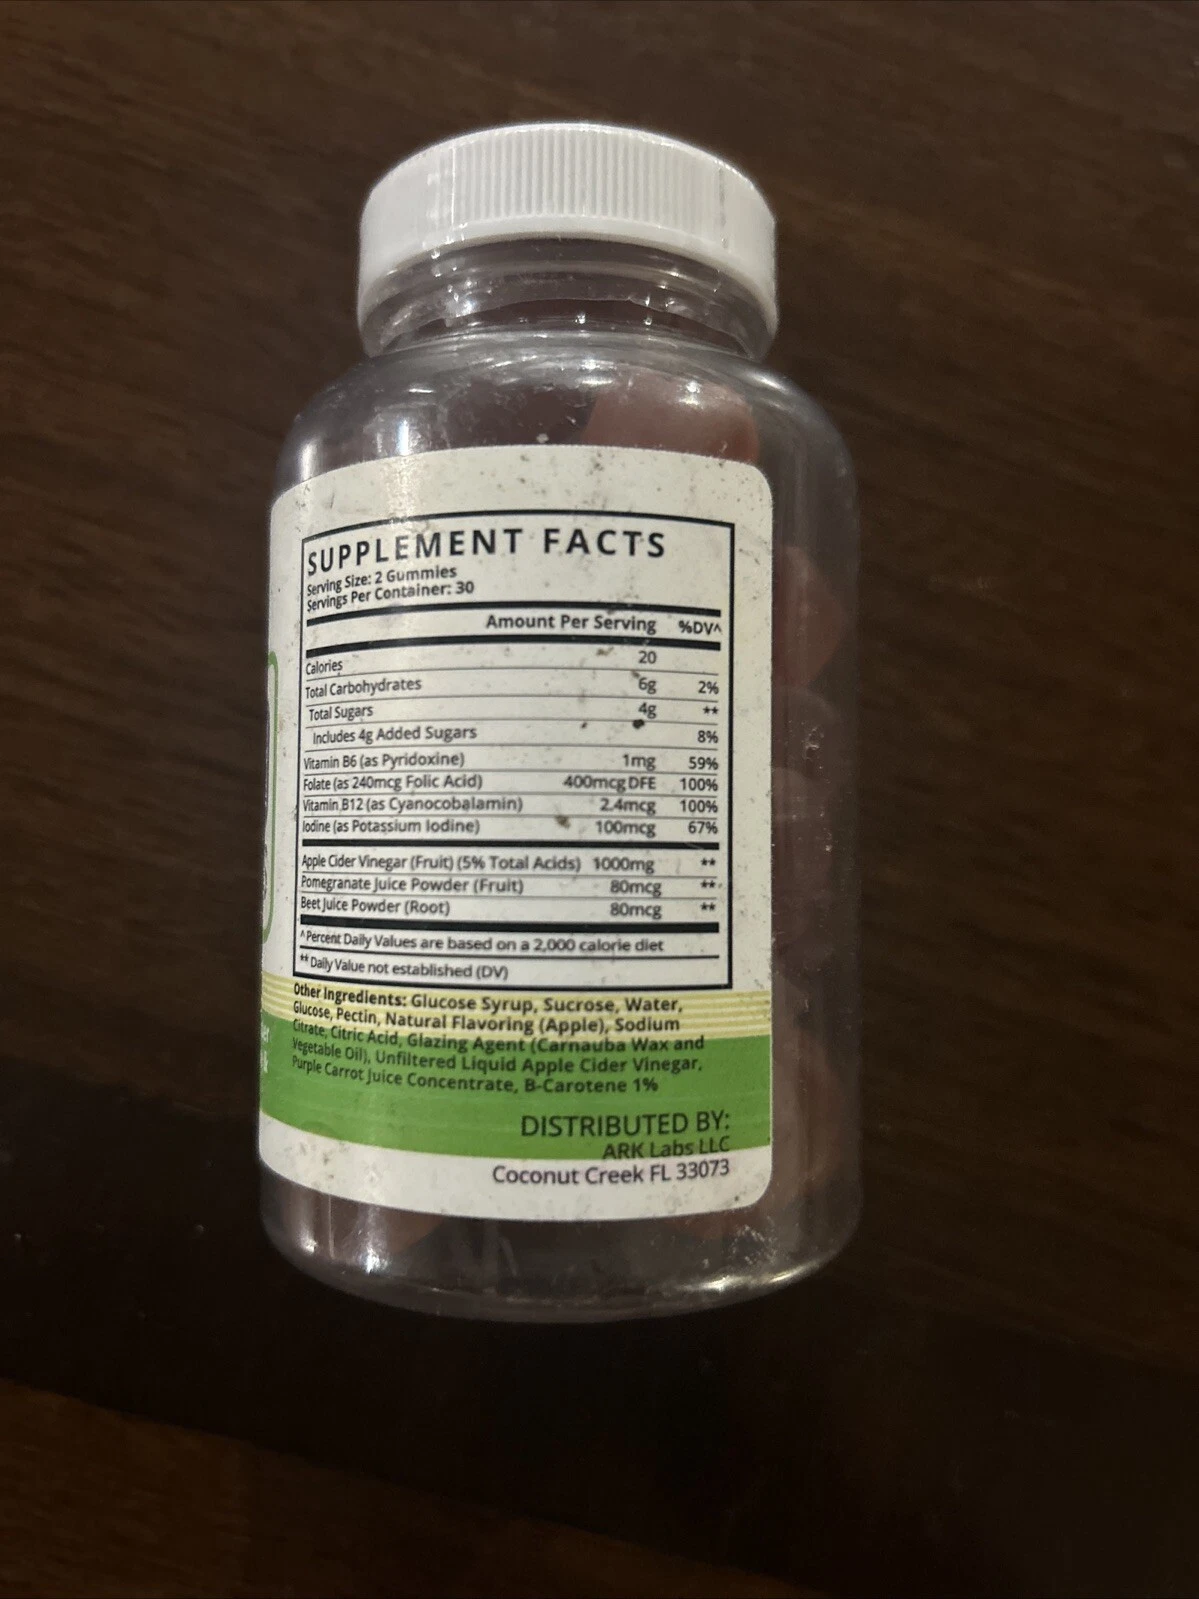 SUPPLEMENT FACTS
Serving Size: 2 Gummies
Servings Per Container: 30
Amount Per Serving %DV^
Calories 20
Total Carbohydrates 6g 2%
Total Sugars 4g **
Includes 4g Added Sugars 8%
Vitamin B6 (as Pyridoxine) 1mg 59%
Folate (as 240mcg Folic Acid) 400mcg DFE 100%
Vitamin B12 (as Cyanocobalamin) 2.4mcg 100%
Iodine (as Potassium Iodine) 100mcg 67%
Apple Cider Vinegar (Fruit) (5% Total Acids) 1000mg **
Pomegranate Juice Powder (Fruit) 80mcg **
Beet Juice Powder (Root) 80mcg **
^Percent Daily Values are based on a 2,000 calorie diet
** Daily Value not established (DV)
Other Ingredients: Glucose Syrup, Sucrose, Water,
Glucose, Pectin, Natural Flavoring (Apple), Sodium
Citrate, Citric Acid, Glazing Agent (Carnauba Wax and
Vegetable Oil), Unfiltered Liquid Apple Cider Vinegar,
Purple Carrot Juice Concentrate, B-Carotene 1%
DISTRIBUTED BY:
ARK Labs LLC
Coconut Creek FL 33073